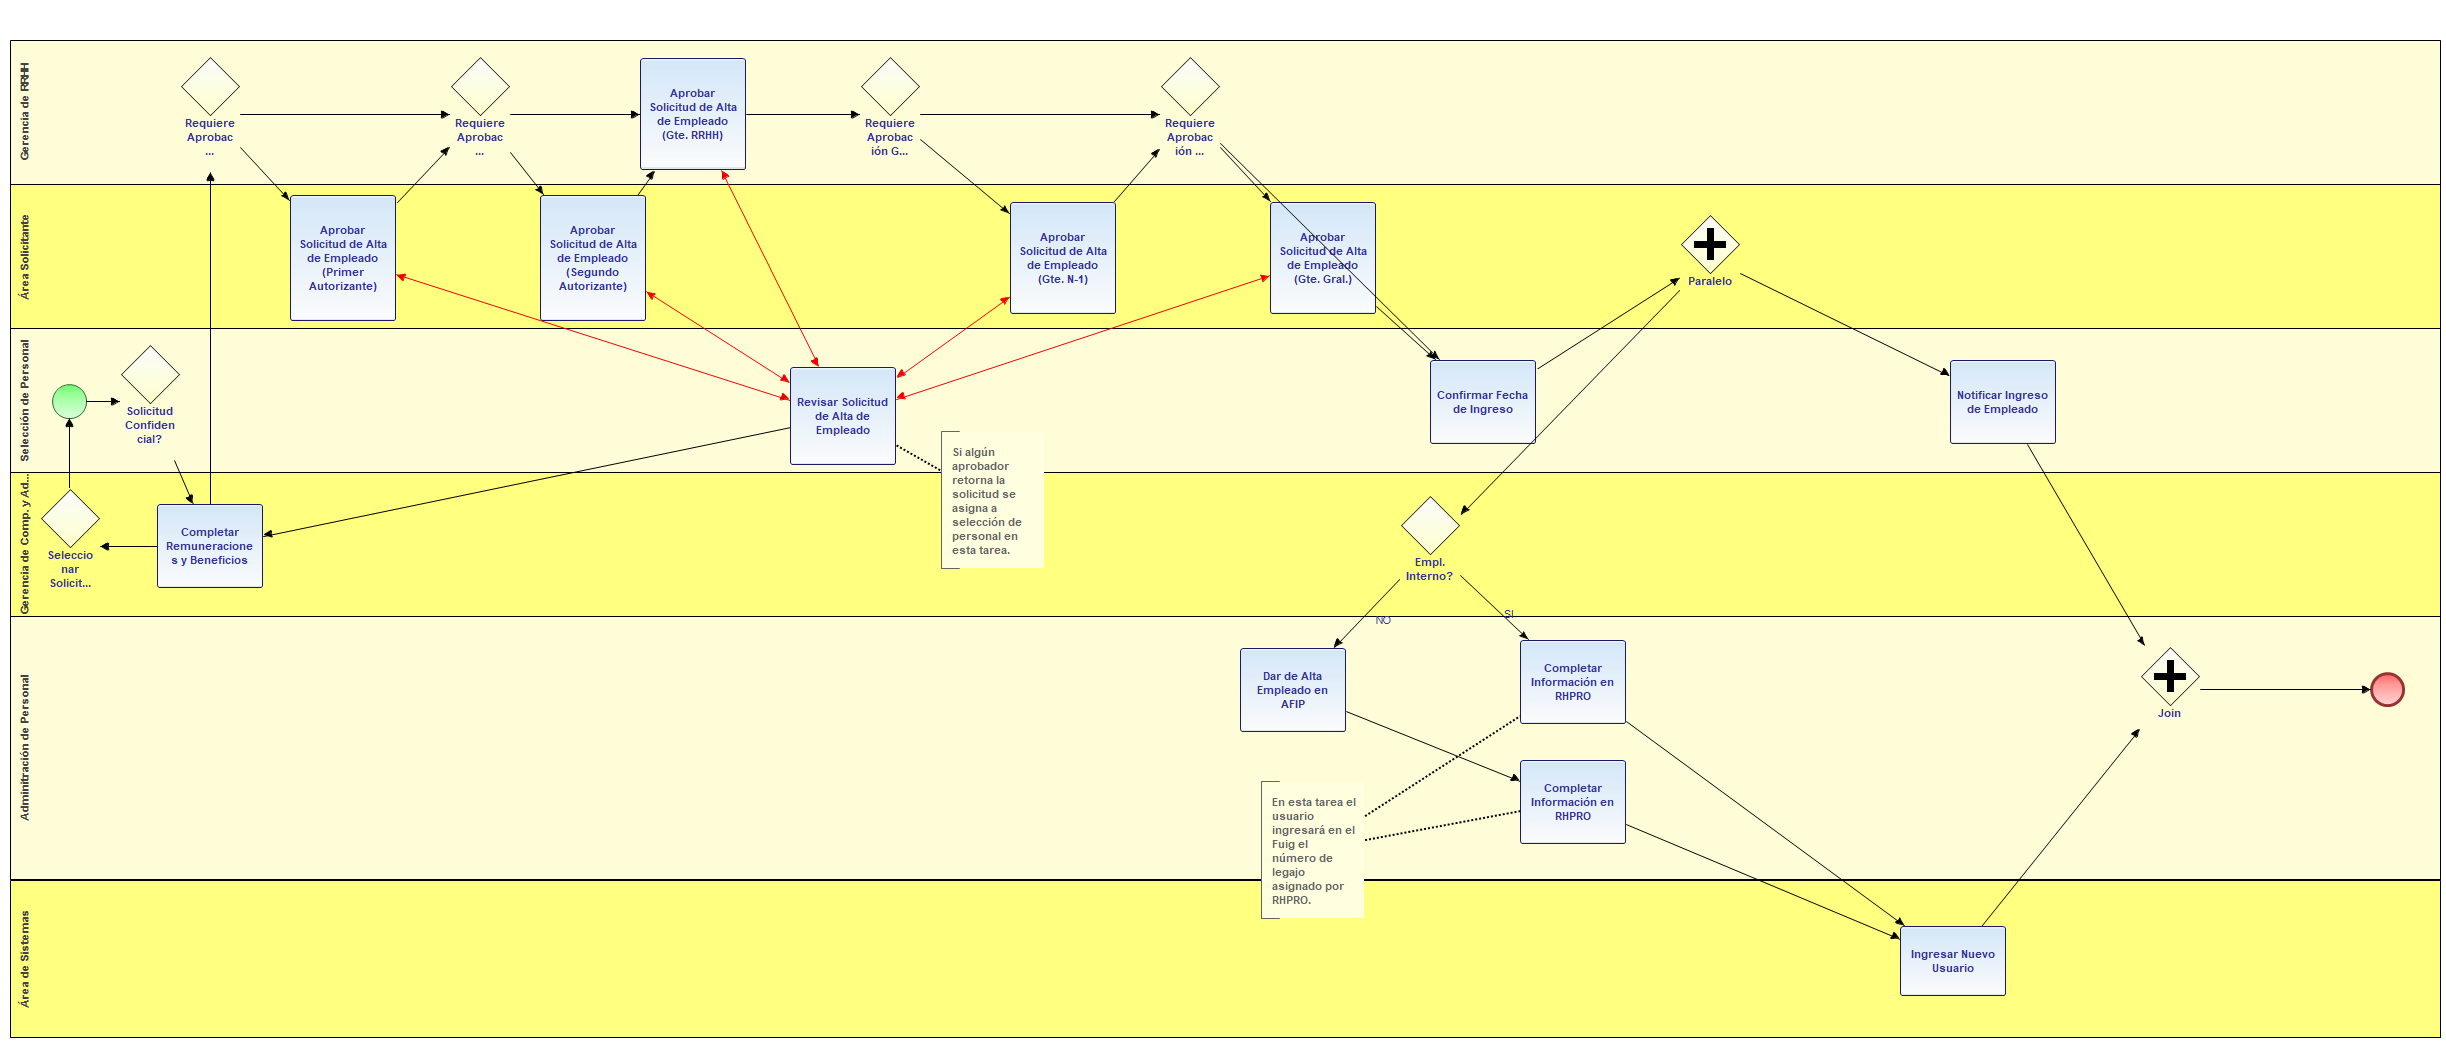 Gerencia de RRHH
Requiere
Aprobac
...
Requiere
Aprobac
...
Aprobar
Solicitud de Alta
de Empleado
(Gte. RRHH)
Requiere
Aprobac
ión G...
Requiere
Aprobac
ión ...
Área Solicitante
Aprobar
Solicitud de Alta
de Empleado
(Primer
Autorizante)
Aprobar
Solicitud de Alta
de Empleado
(Segundo
Autorizante)
Aprobar
Solicitud de Alta
de Empleado
(Gte. N-1)
Aprobar
Solicitud de Alta
de Empleado
(Gte. Gral.)
Paralelo
Selección de Personal
Solicitud
Confiden
cial?
Revisar Solicitud
de Alta de
Empleado
Si algún
aprobador
retorna la
solicitud se
asigna a
selección de
personal en
esta tarea.
Confirmar Fecha
de Ingreso
Notificar Ingreso
de Empleado
Gerencia de Comp. y Ad...
Seleccio
nar
Solicit...
Completar
Remuneracione
s y Beneficios
Empl.
Interno?
NO
SI
Adminitración de Personal
Dar de Alta
Empleado en
AFIP
Completar
Información en
RHPRO
Completar
Información en
RHPRO
En esta tarea el
usuario
ingresará en el
Fuig el
número de
legajo
asignado por
RHPRO.
Join
Área de Sistemas
Ingresar Nuevo
Usuario